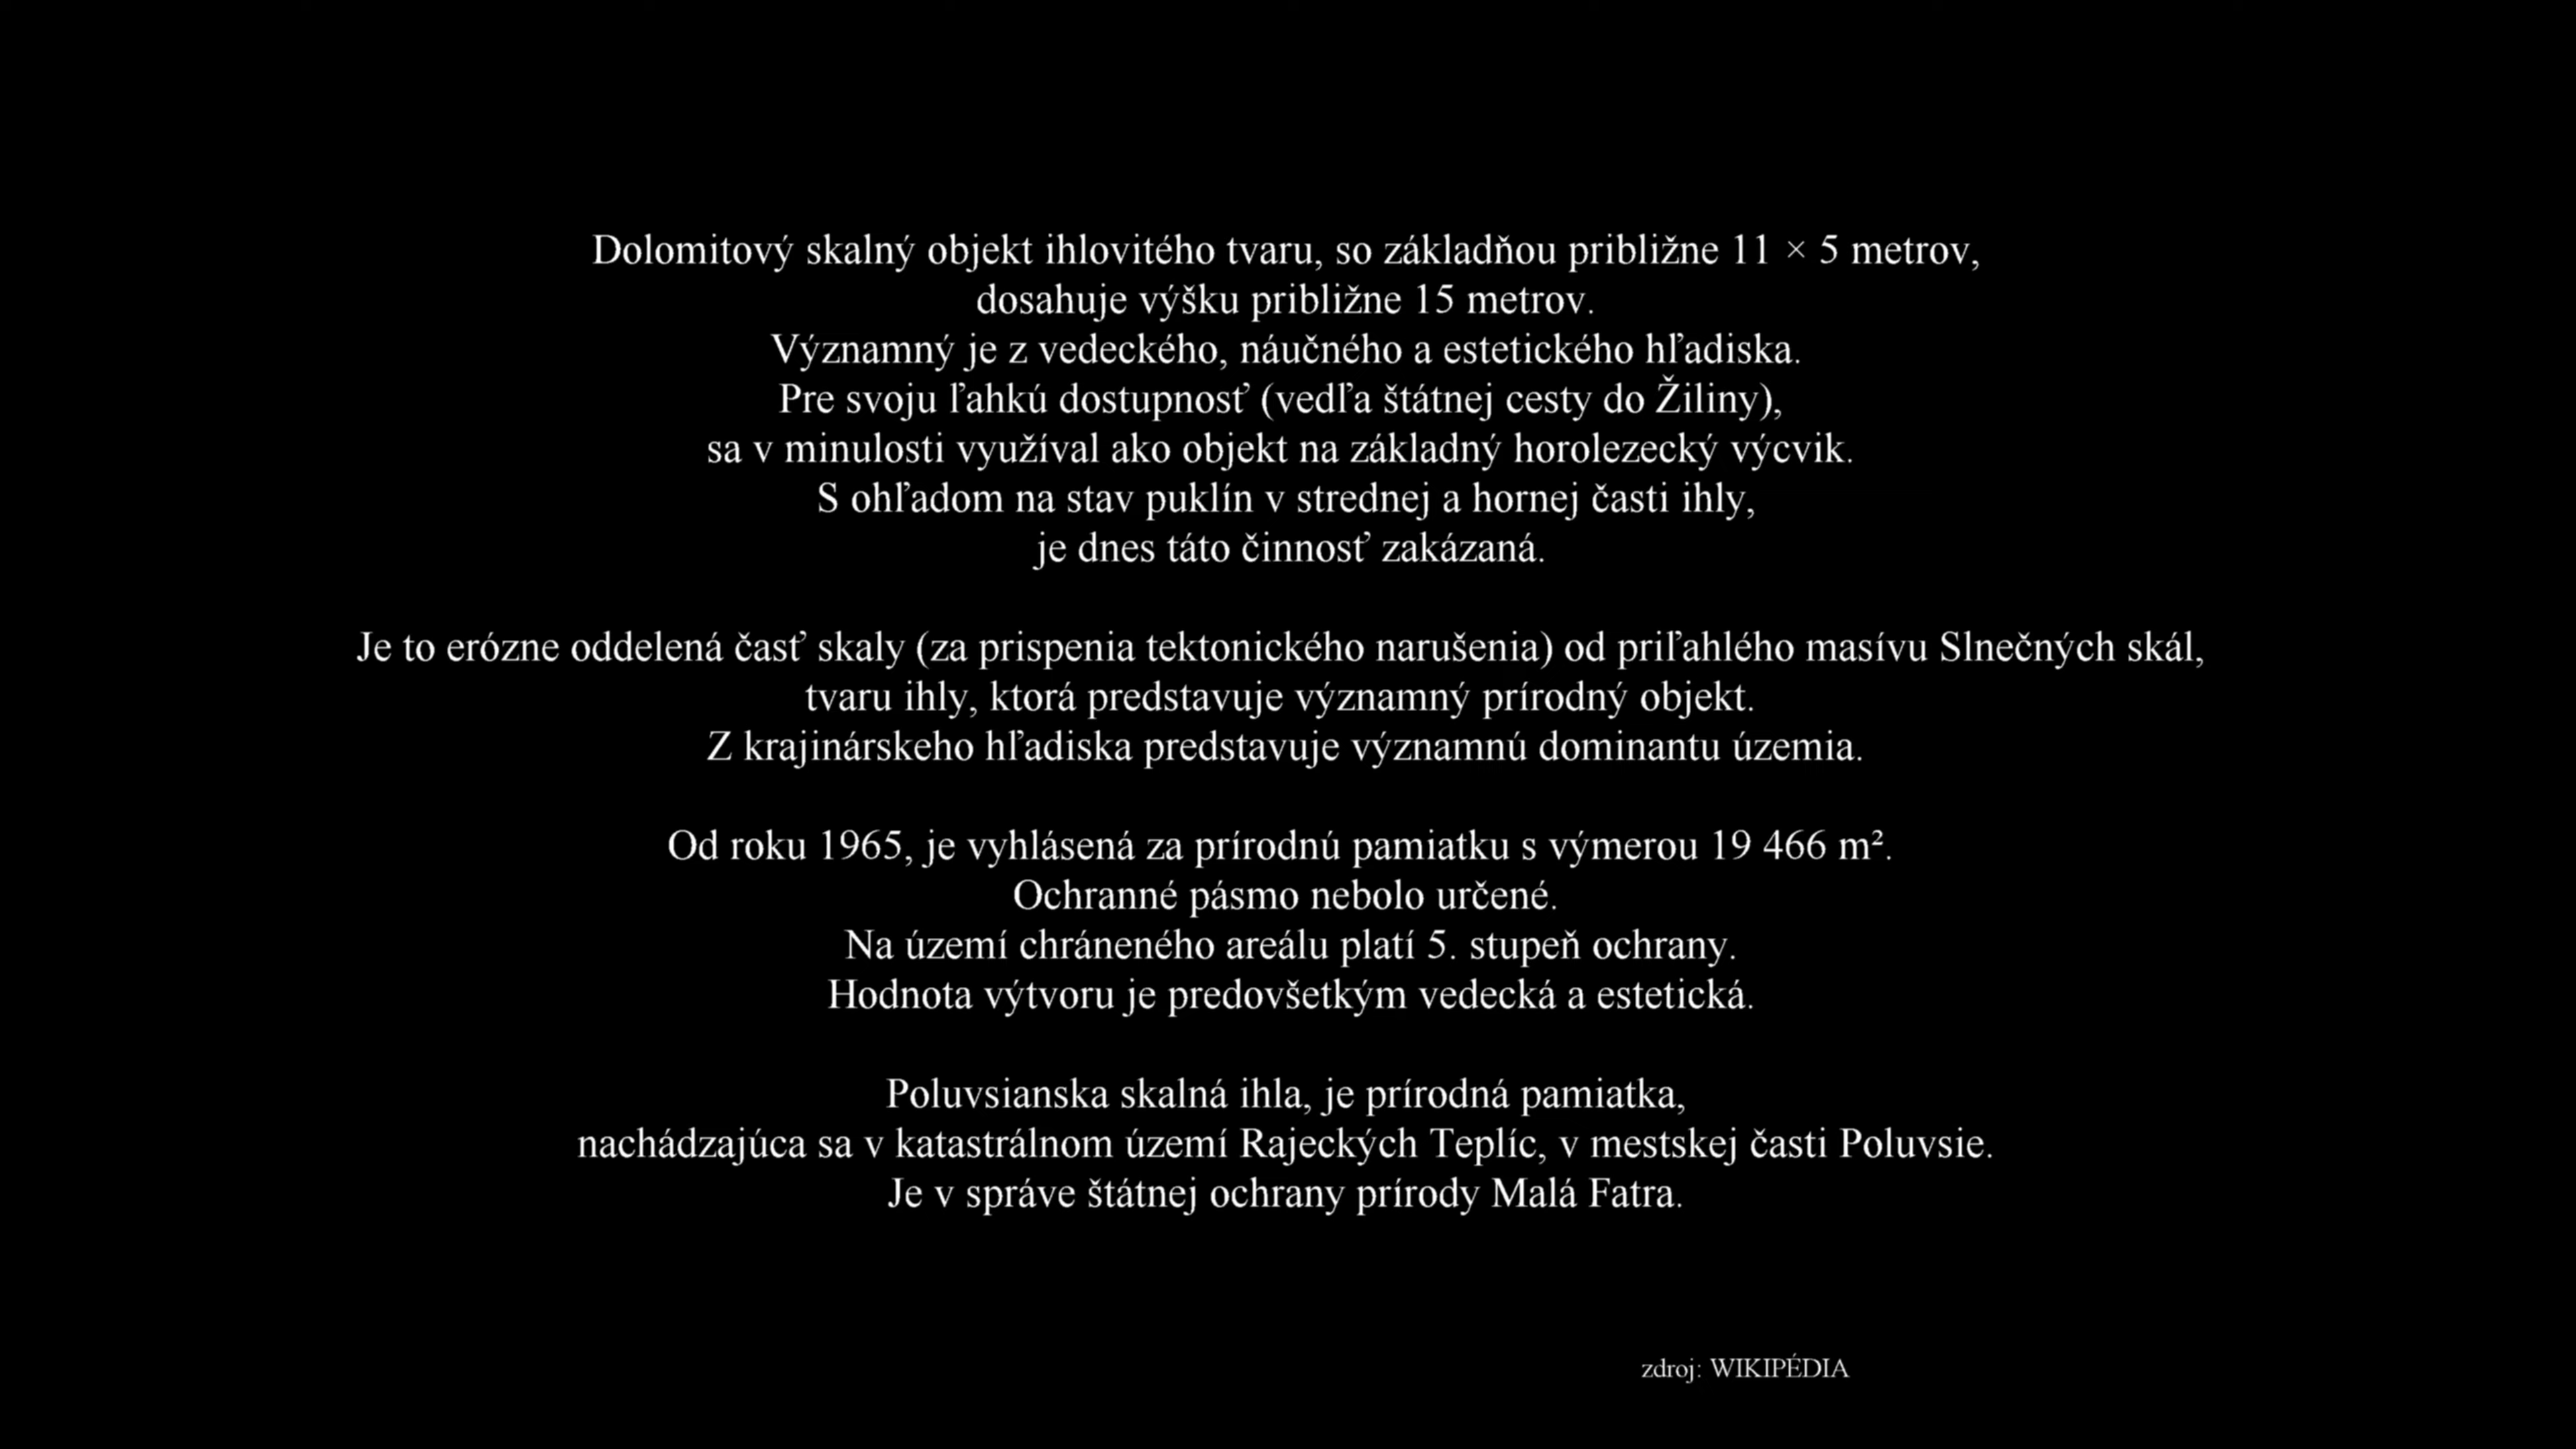 Dolomitový skalný objekt ihlovitého tvaru, so základňou približne 11 × 5 metrov,
dosahuje výšku približne 15 metrov.
Významný je z vedeckého, náučného a estetického hľadiska.
Pre svoju ľahkú dostupnosť (vedľa štátnej cesty do Žiliny),
sa v minulosti využíval ako objekt na základný horolezecký výcvik.
S ohľadom na stav puklín v strednej a hornej časti ihly,
je dnes táto činnosť zakázaná.
Je to erózne oddelená časť skaly (za prispenia tektonického narušenia) od priľahlého masívu Slnečných skál,
tvaru ihly, ktorá predstavuje významný prírodný objekt.
Z krajinárskeho hľadiska predstavuje významnú dominantu územia.
Od roku 1965, je vyhlásená za prírodnú pamiatku s výmerou 19 466 m².
Ochranné pásmo nebolo určené.
Na území chráneného areálu platí 5. stupeň ochrany.
Hodnota výtvoru je predovšetkým vedecká a estetická.
Poluvsianska skalná ihla, je prírodná pamiatka,
nachádzajúca sa v katastrálnom území Rajeckých Teplíc, v mestskej časti Poluvsie.
Je v správe štátnej ochrany prírody Malá Fatra.
zdroj: WIKIPÉDIA